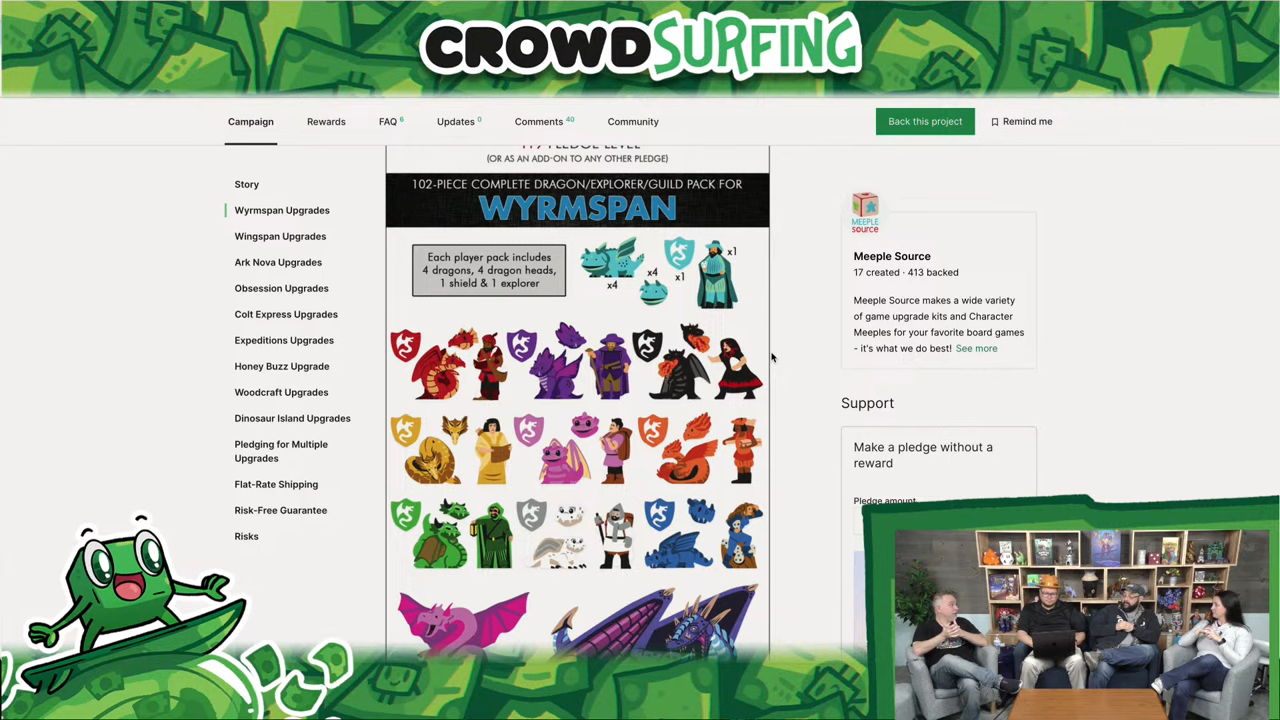 CROWDSURFING
Campaign
Rewards
FAQ 6
Updates 0
Comments 40
Community
Back this project
Remind me
PLEDGE LEVEL
(OR AS AN ADD-ON TO ANY OTHER PLEDGE)
102-PIECE COMPLETE DRAGON/EXPLORER/GUILD PACK FOR
WYRMSPAN
Each player pack includes
4 dragons, 4 dragon heads,
1 shield & 1 explorer
x4
x4
x1
x1
Story
Wyrmspan Upgrades
Wingspan Upgrades
Ark Nova Upgrades
Obsession Upgrades
Colt Express Upgrades
Expeditions Upgrades
Honey Buzz Upgrade
Woodcraft Upgrades
Dinosaur Island Upgrades
Pledging for Multiple
Upgrades
Flat-Rate Shipping
Risk-Free Guarantee
Risks
MEEPLE
source
Meeple Source
17 created · 413 backed
Meeple Source makes a wide variety
of game upgrade kits and Character
Meeples for your favorite board games
- it's what we do best! See more
Support
Make a pledge without a
reward
Pledge amount